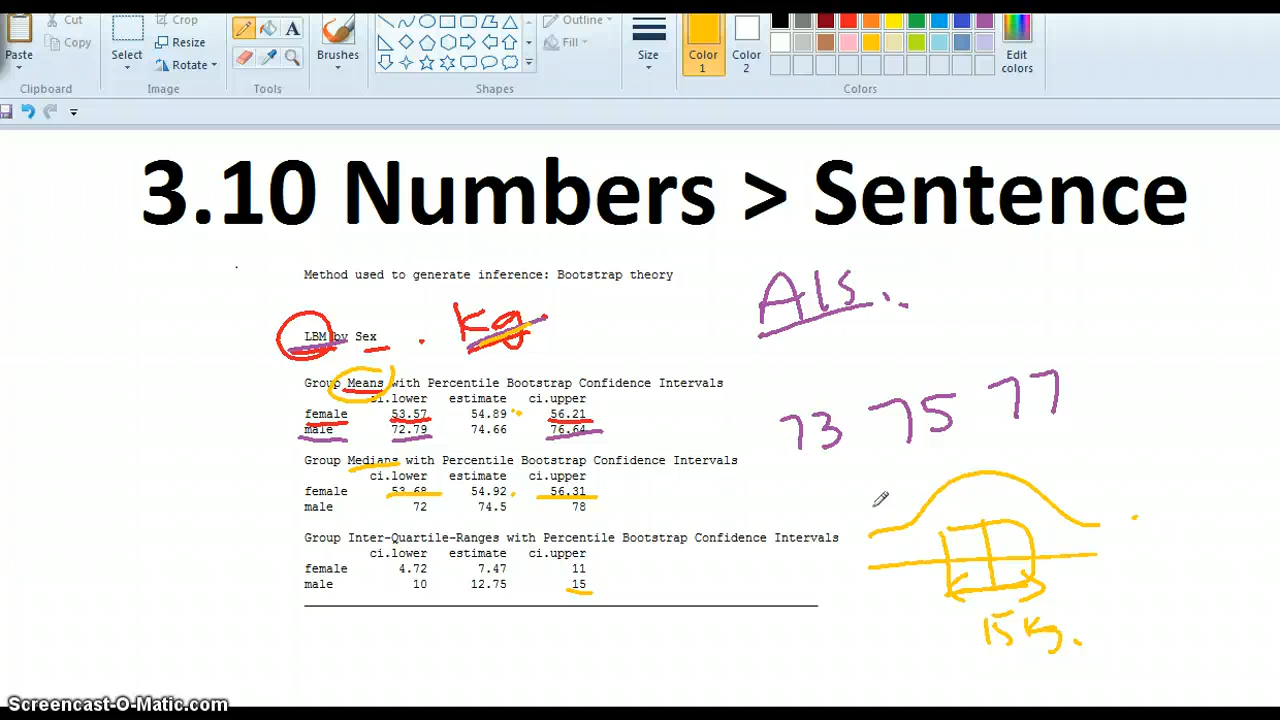 Cut
Copy
Paste
Clipboard
Select
Crop
Resize
Rotate
Image
A
Tools
Brushes
Outline
Fill
Shapes
Size
Color 1
Color 2
Edit colors
Colors
3.10 Numbers > Sentence
Method used to generate inference: Bootstrap theory
Als.
LBM by Sex
kg.
Group Means with Percentile Bootstrap Confidence Intervals
ci.lower estimate ci.upper
female 53.57 54.89 56.21
male 72.79 74.66 76.64
73 75 77
Group Medians with Percentile Bootstrap Confidence Intervals
ci.lower estimate ci.upper
female 53.68 54.92 56.31
male 72 74.5 78
Group Inter-Quartile-Ranges with Percentile Bootstrap Confidence Intervals
ci.lower estimate ci.upper
female 4.72 7.47 11
male 10 12.75 15
15 kg.
Screencast-O-Matic.com